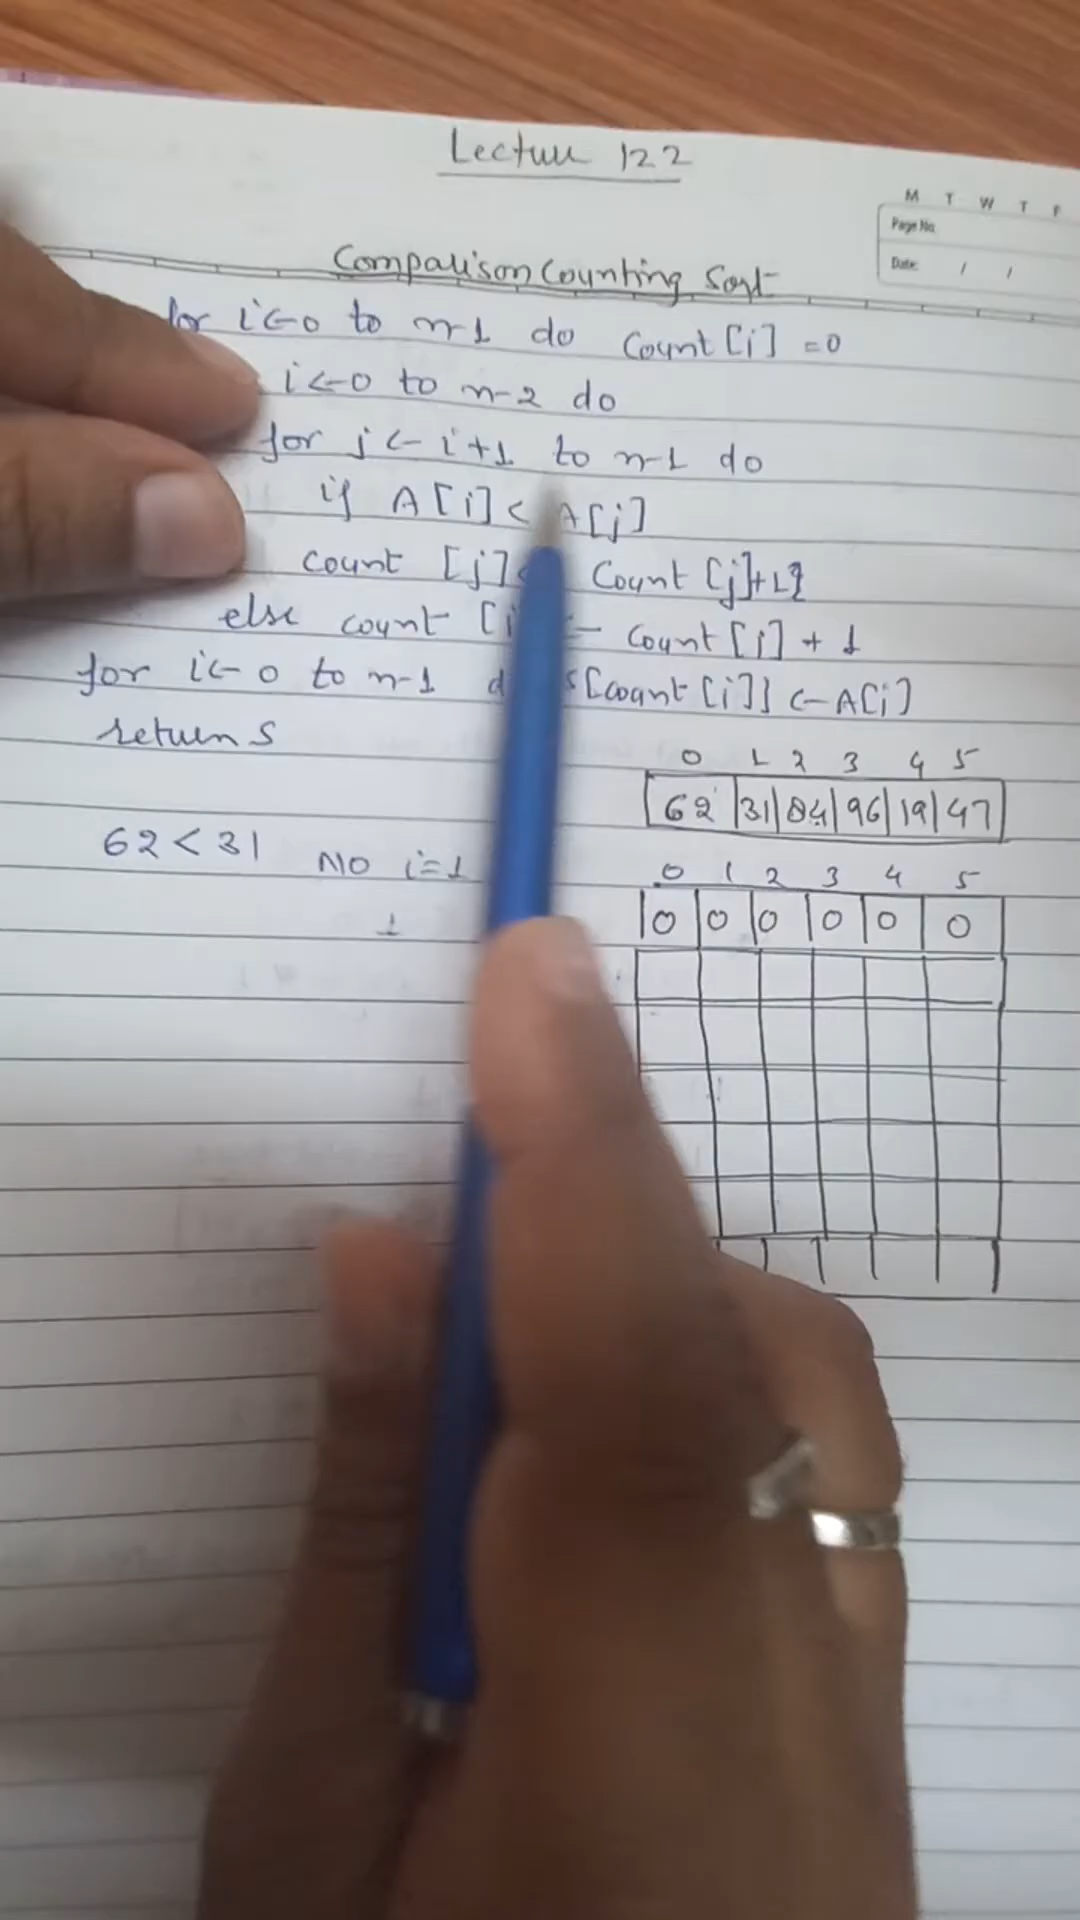 Lecture 122
M T W T F
Page No.
Date: / /
Comparison Counting Sort
for i<-0 to n-1 do Count[i] =0
i<-0 to n-2 do
for j<-i+1 to n-1 do
if A[i]< A[j]
count [j]< Count [j]+1}
else count [i <- count[i] + 1
for i<-0 to n-1 d S[count[i]] <-A[i]
return S
0 1 2 3 4 5
62 31 84 96 19 47
62<31 NO i=1
0 1 2 3 4 5
1
0 0 0 0 0 0